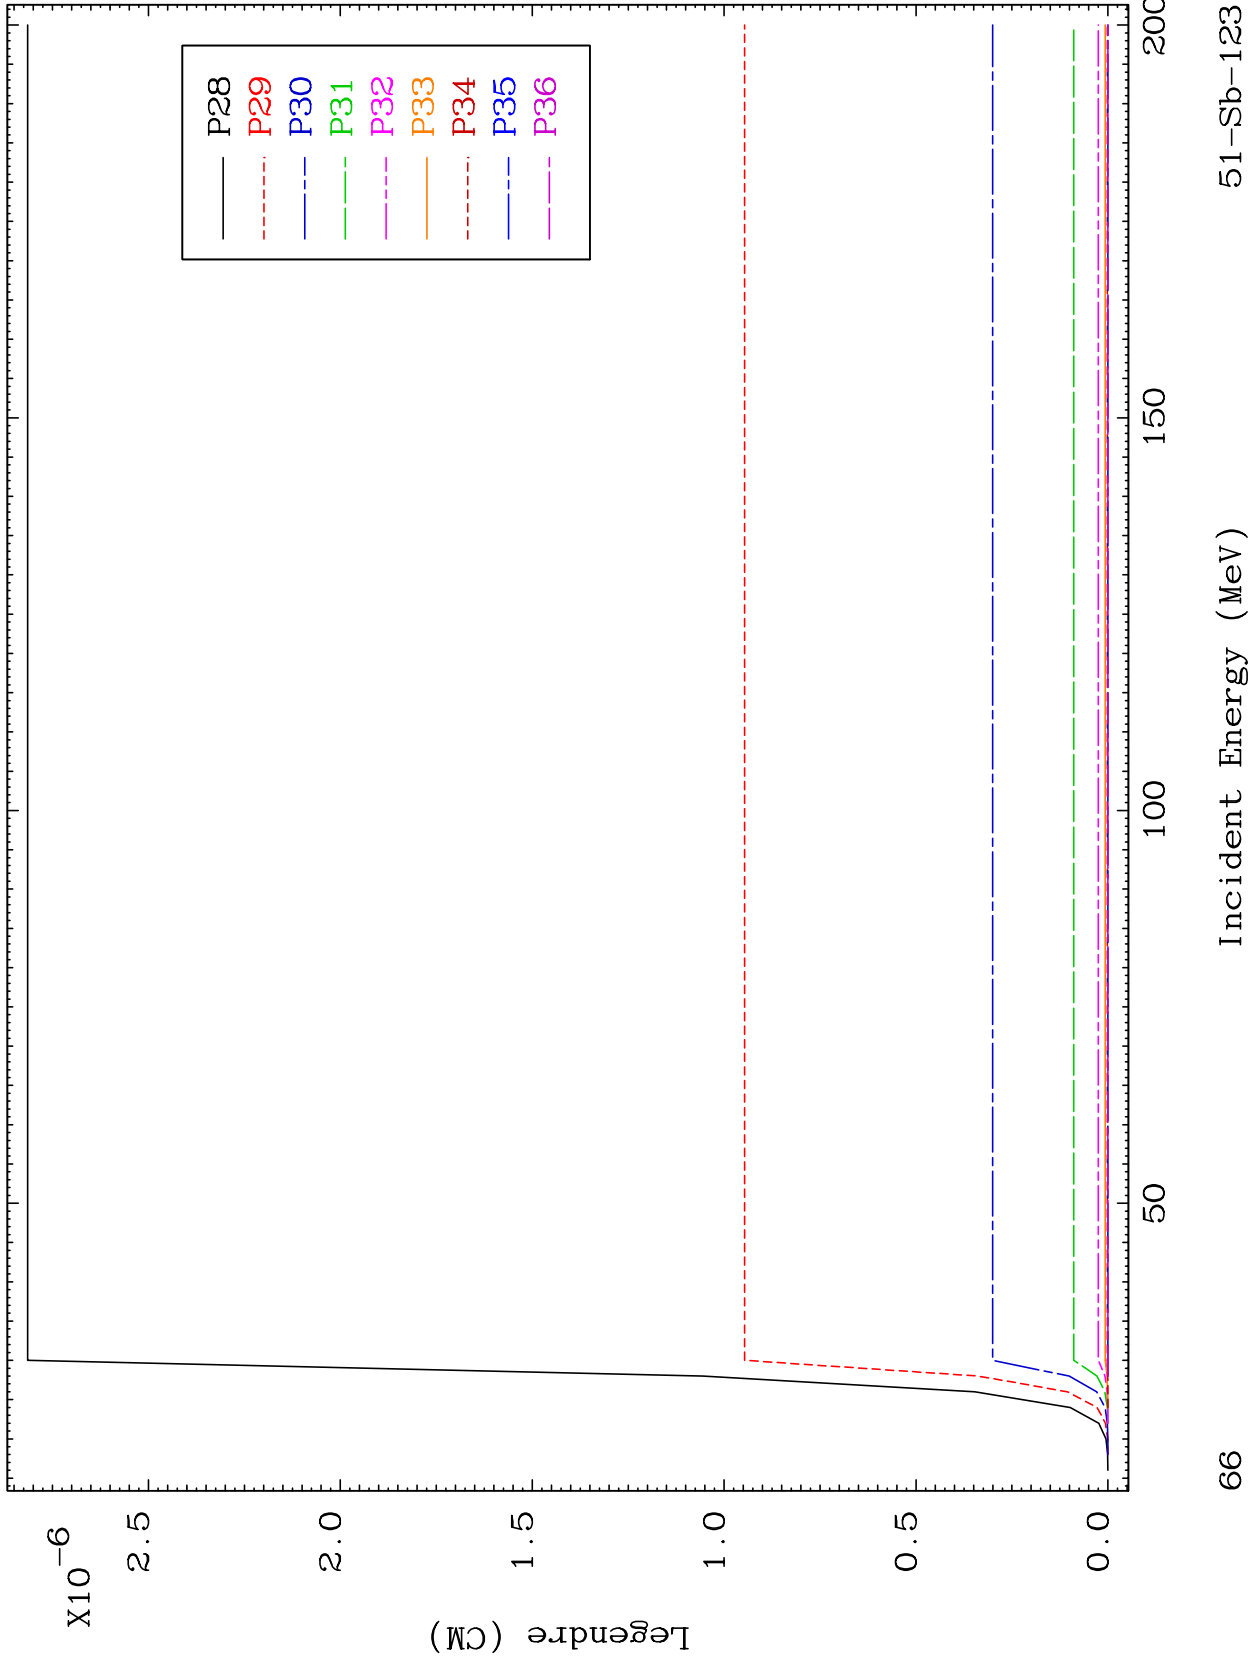 X10-6
2.5
2.0
1.5
1.0
0.5
0.0
Legendre (CM)
P28
P29
P30
P31
P32
P33
P34
P35
P36
50
100
150
200
66
Incident Energy (MeV)
51-Sb-123